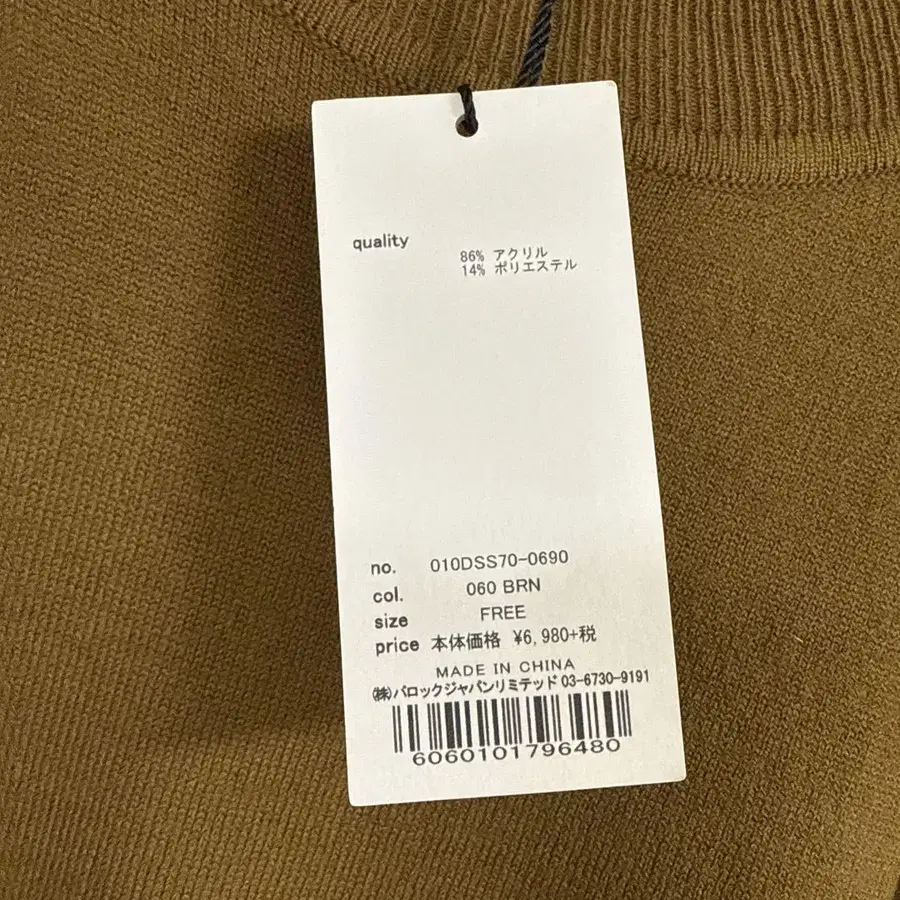 quality
86% アクリル
14% ポリエステル
no. 010DSS70-0690
col. 060 BRN
size FREE
price 本体価格 ¥6,980+税
MADE IN CHINA
㈱バロックジャパンリミテッド 03-6730-9191
6060101796480